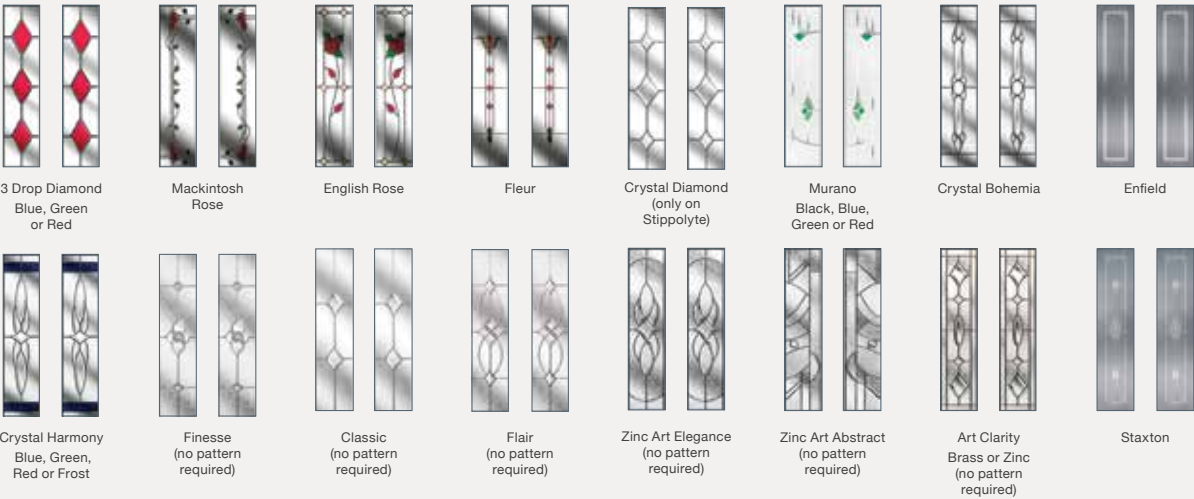 3 Drop Diamond
Blue, Green
or Red
Mackintosh
Rose
English Rose
Fleur
Crystal Diamond
(only on
Stippolyte)
Murano
Black, Blue,
Green or Red
Crystal Bohemia
Enfield
Crystal Harmony
Blue, Green,
Red or Frost
Finesse
(no pattern
required)
Classic
(no pattern
required)
Flair
(no pattern
required)
Zinc Art Elegance
(no pattern
required)
Zinc Art Abstract
(no pattern
required)
Art Clarity
Brass or Zinc
(no pattern
required)
Staxton